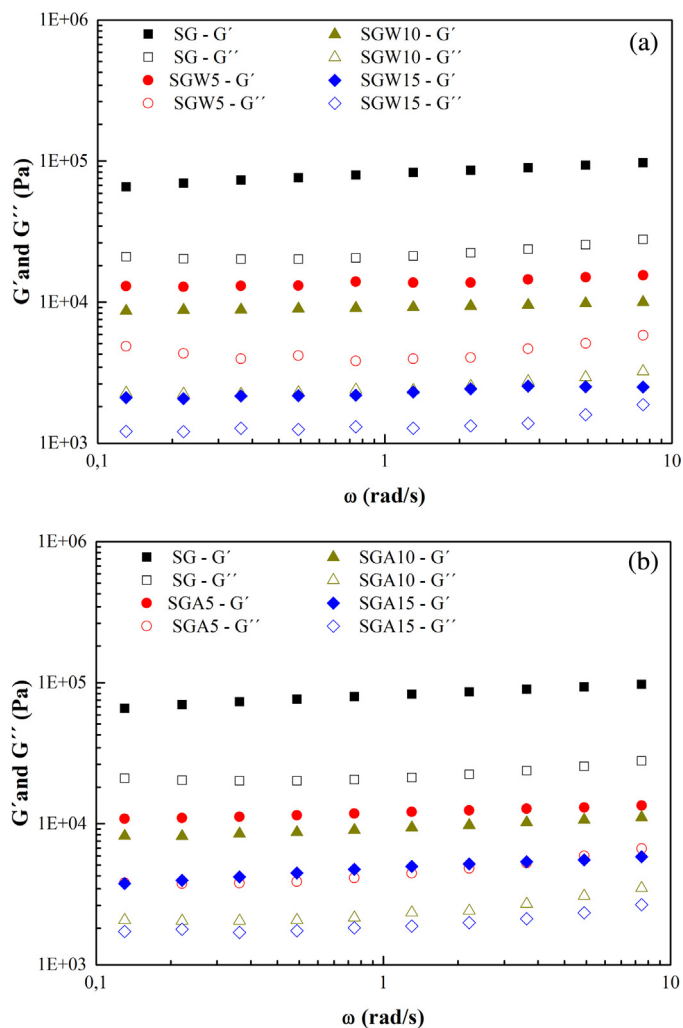 1E+06
1E+05
1E+04
1E+03
G´and G´´ (Pa)
SG - G´
SG - G´´
SGW5 - G´
SGW5 - G´´
SGW10 - G´
SGW10 - G´´
SGW15 - G´
SGW15 - G´´
(a)
0,1
1
10
ω (rad/s)
1E+06
1E+05
1E+04
1E+03
G´and G´´ (Pa)
SG - G´
SG - G´´
SGA5 - G´
SGA5 - G´´
SGA10 - G´
SGA10 - G´´
SGA15 - G´
SGA15 - G´´
(b)
0,1
1
10
ω (rad/s)